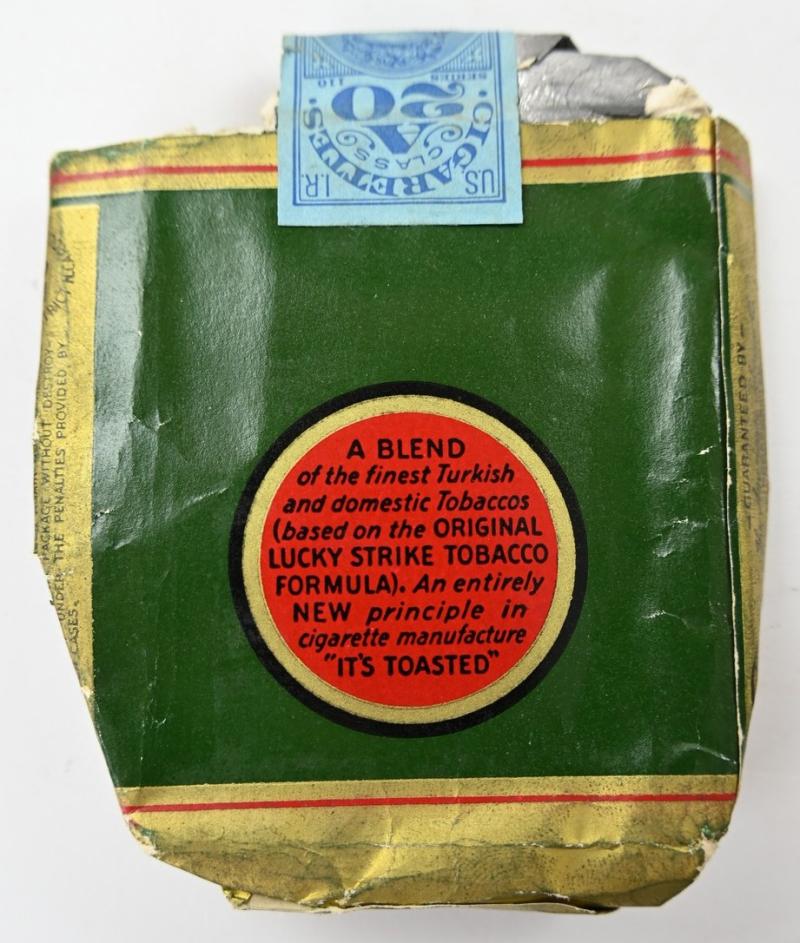 SERIES 110
20
A
CLASS
· CIGARETTES ·
U.S. I.R.
A BLEND
of the finest Turkish
and domestic Tobaccos
(based on the ORIGINAL
LUCKY STRIKE TOBACCO
FORMULA). An entirely
NEW principle in
cigarette manufacture
"IT'S TOASTED"
PACKAGE WITHOUT DESTROY-
UNDER THE PENALTIES PROVIDED BY
CASES.
— GUARANTEED BY —